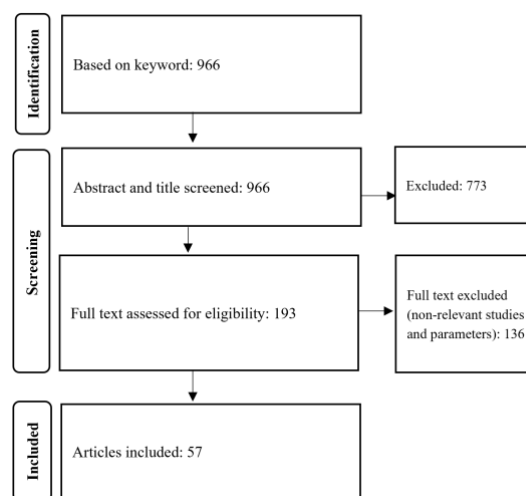 Identification
Based on keyword: 966
Screening
Abstract and title screened: 966
Excluded: 773
Full text assessed for eligibility: 193
Full text excluded
(non-relevant studies
and parameters): 136
Included
Articles included: 57